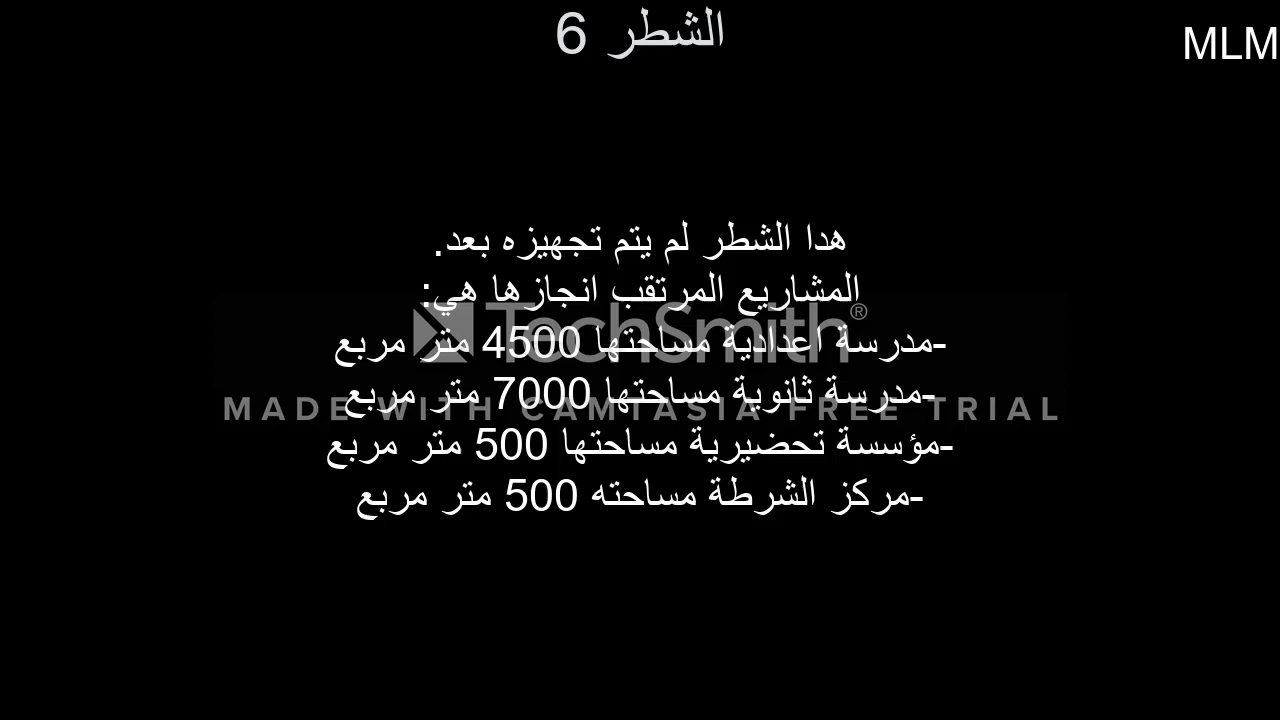 الشطر 6
MLM
هدا الشطر لم يتم تجهيزه بعد.
المشاريع المرتقب انجازها هي:
TechSmith®
-مدرسة اعدادية مساحتها 4500 متر مربع
-مدرسة ثانوية مساحتها 7000 متر مربع
MADE WITH CAMTASIA FREE TRIAL
-مؤسسة تحضيرية مساحتها 500 متر مربع
-مركز الشرطة مساحته 500 متر مربع